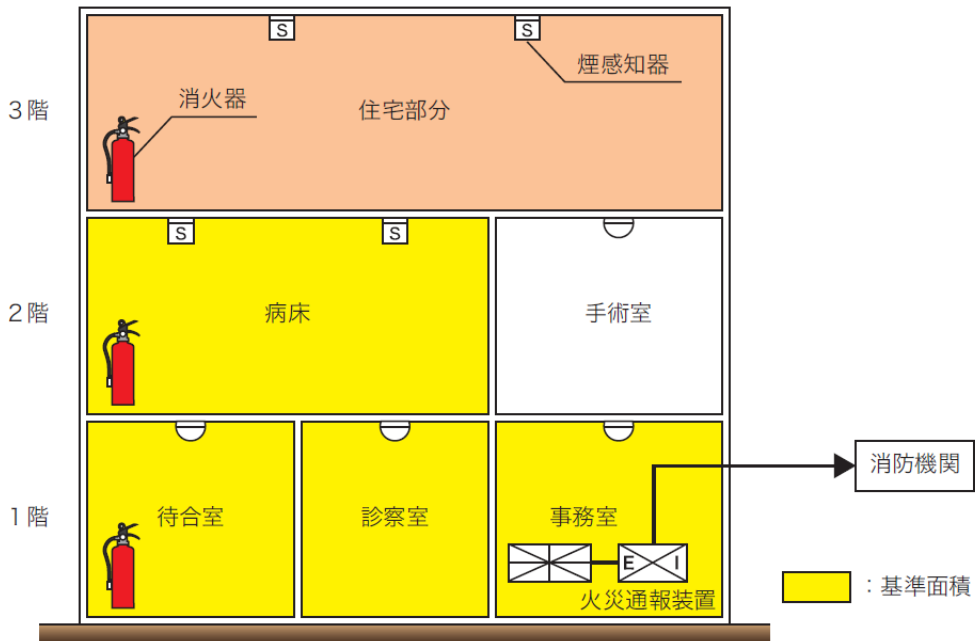 S
S
煙感知器
消火器
3階
住宅部分
S
S
2階
病床
手術室
消防機関
1階
待合室
診察室
事務室
E I
火災通報装置
：基準面積